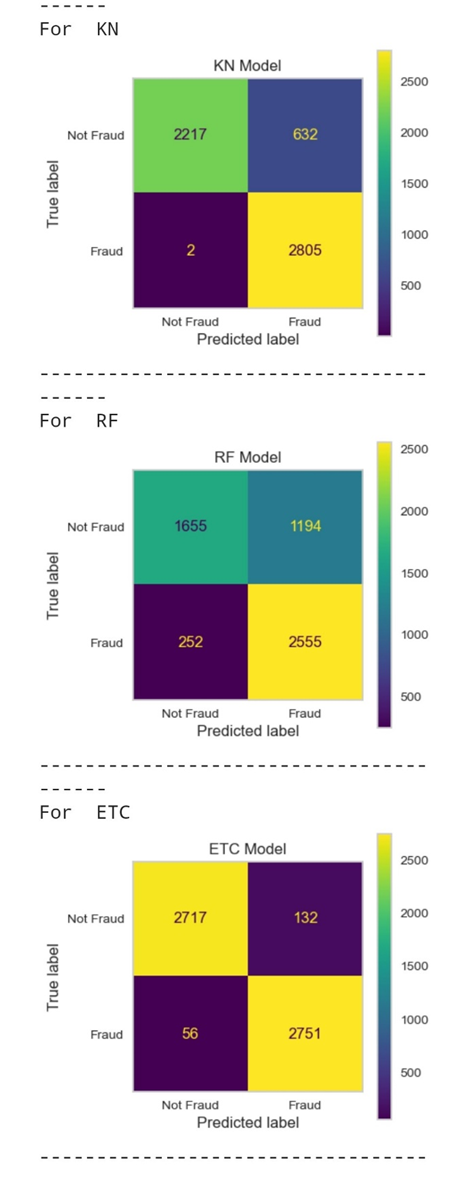 ------
For  KN
KN Model
Not Fraud
2217
632
Fraud
2
2805
Not Fraud
Fraud
True label
Predicted label
2500
2000
1500
1000
500
---------------------------------
------
For  RF
RF Model
Not Fraud
1655
1194
Fraud
252
2555
Not Fraud
Fraud
True label
Predicted label
2500
2000
1500
1000
500
---------------------------------
------
For  ETC
ETC Model
Not Fraud
2717
132
Fraud
56
2751
Not Fraud
Fraud
True label
Predicted label
2500
2000
1500
1000
500
---------------------------------